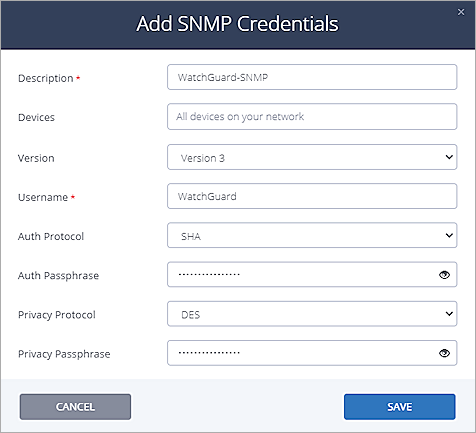 Add SNMP Credentials
×
Description *
WatchGuard-SNMP
Devices
All devices on your network
Version
Version 3
Username *
WatchGuard
Auth Protocol
SHA
Auth Passphrase
···············
Privacy Protocol
DES
Privacy Passphrase
···············
CANCEL
SAVE